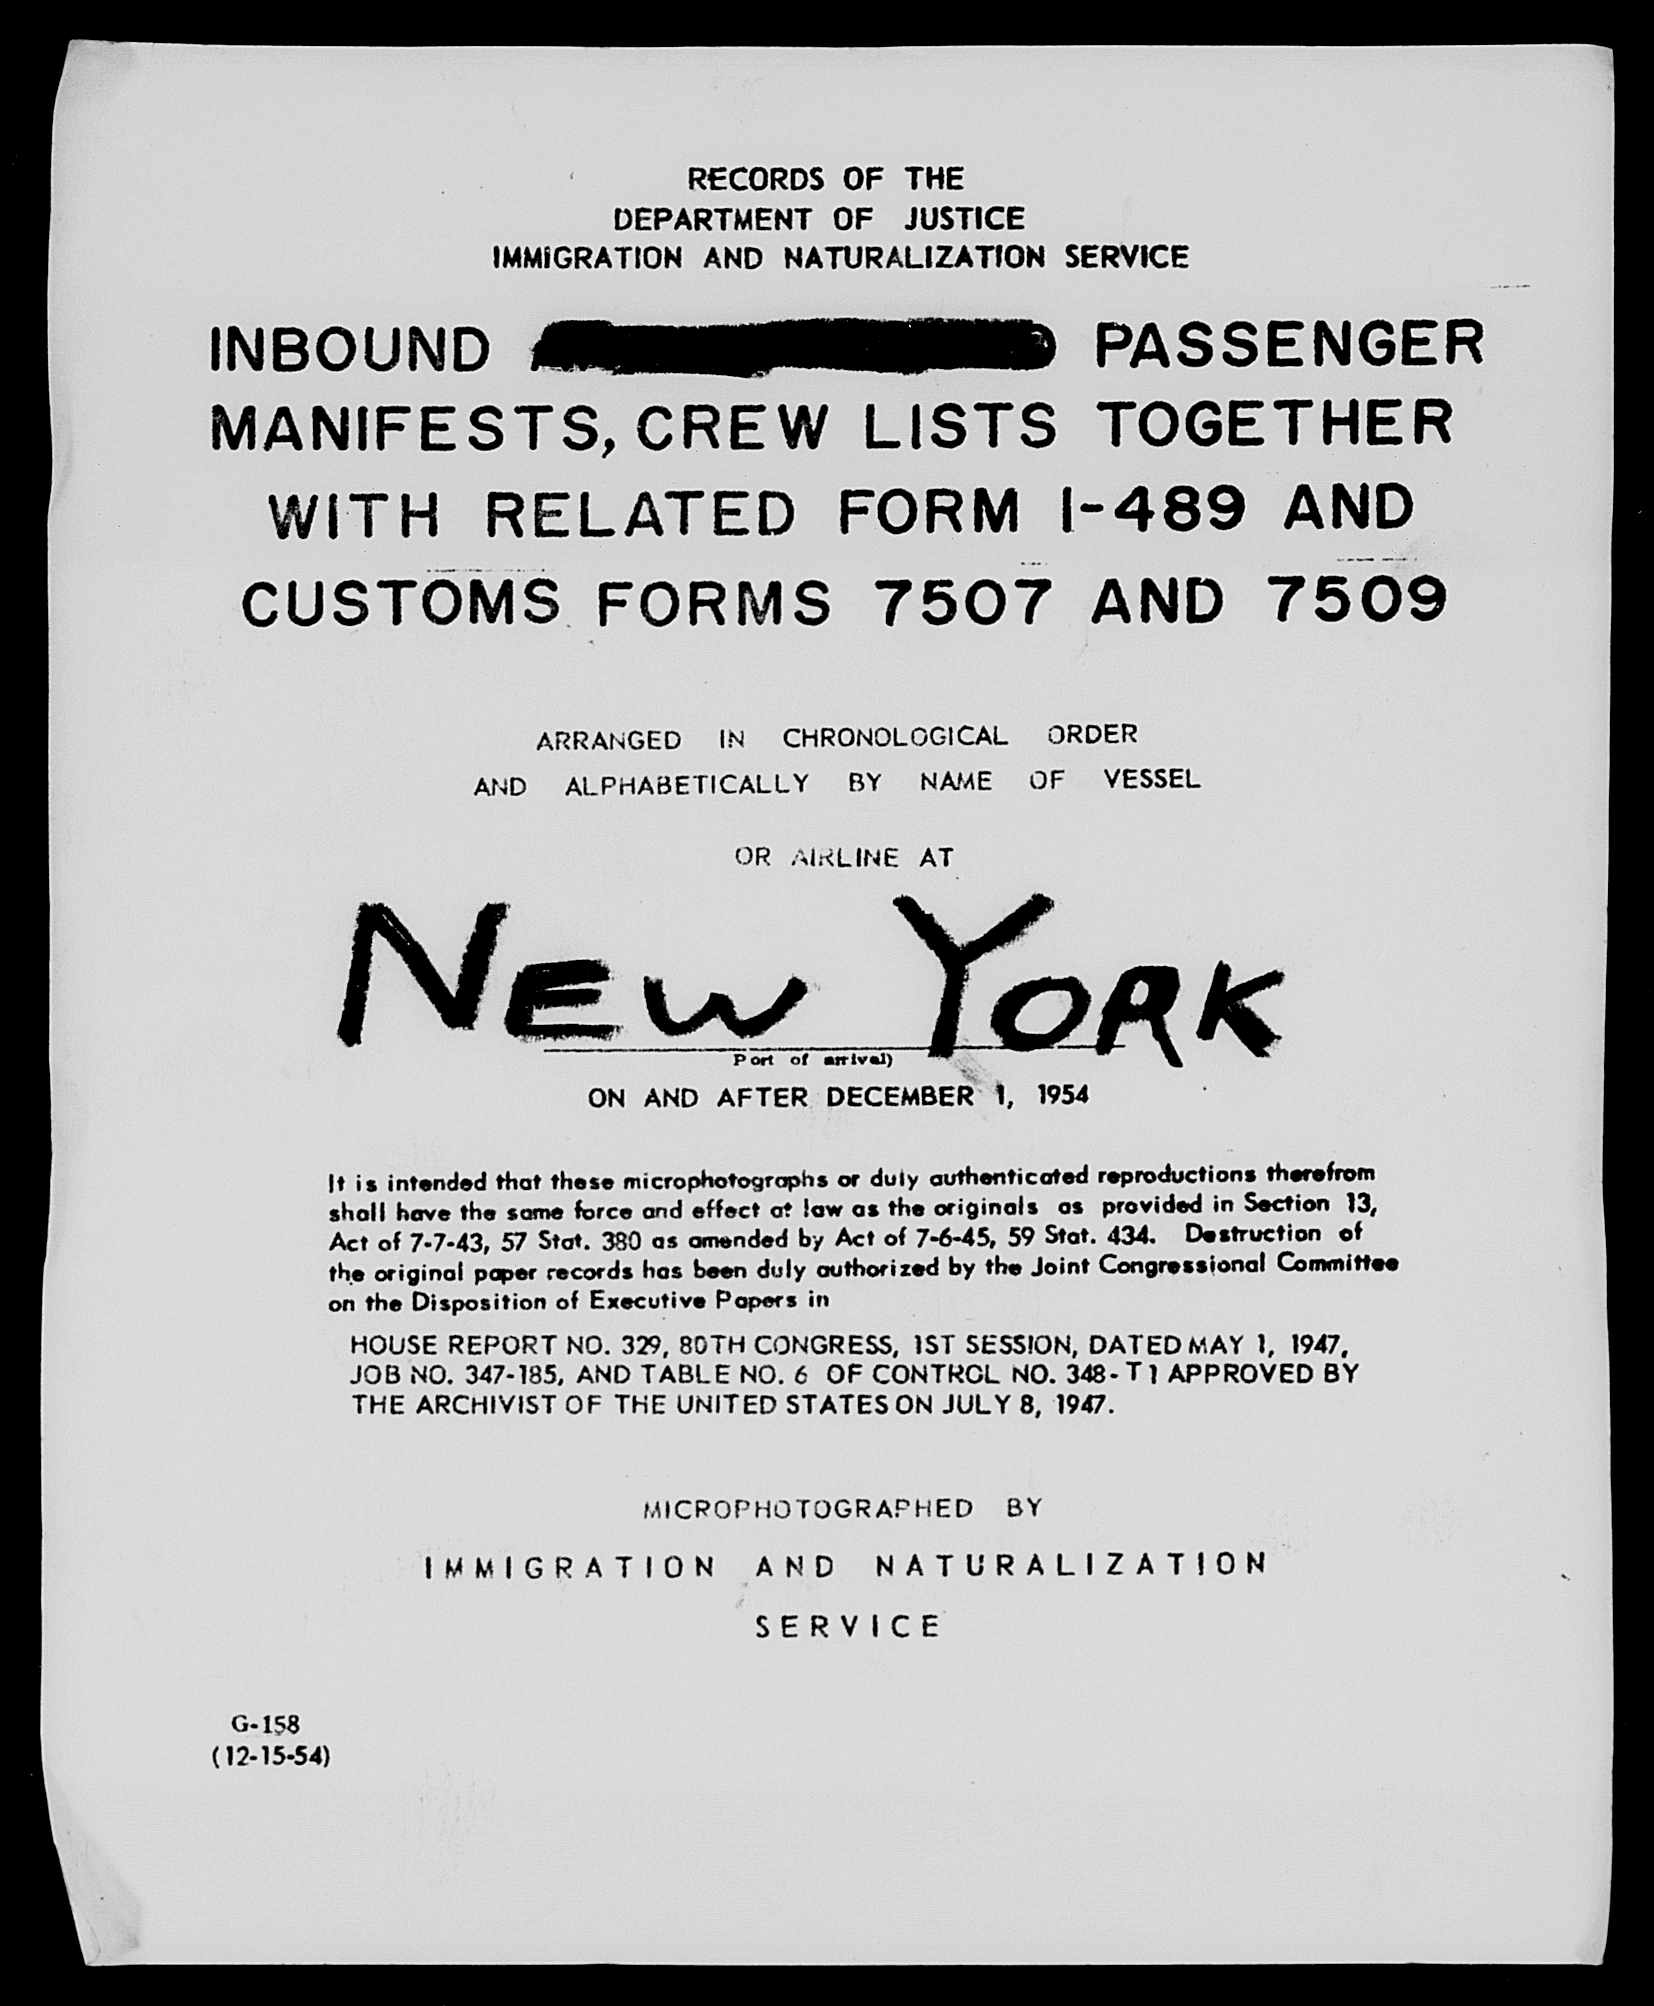 RECORDS OF THE
DEPARTMENT OF JUSTICE
IMMIGRATION AND NATURALIZATION SERVICE
INBOUND PASSENGER
MANIFESTS, CREW LISTS TOGETHER
WITH RELATED FORM I-489 AND
CUSTOMS FORMS 7507 AND 7509
ARRANGED IN CHRONOLOGICAL ORDER
AND ALPHABETICALLY BY NAME OF VESSEL
OR AIRLINE AT
NEW YORK
Port of arrival)
ON AND AFTER DECEMBER 1, 1954
It is intended that these microphotographs or duly authenticated reproductions therefrom
shall have the same force and effect at law as the originals as provided in Section 13,
Act of 7-7-43, 57 Stat. 380 as amended by Act of 7-6-45, 59 Stat. 434. Destruction of
the original paper records has been duly authorized by the Joint Congressional Committee
on the Disposition of Executive Papers in
HOUSE REPORT NO. 329, 80TH CONGRESS, 1ST SESSION, DATED MAY 1, 1947,
JOB NO. 347-185, AND TABLE NO. 6 OF CONTROL NO. 348-T1 APPROVED BY
THE ARCHIVIST OF THE UNITED STATES ON JULY 8, 1947.
MICROPHOTOGRAPHED BY
IMMIGRATION AND NATURALIZATION
SERVICE
G-158
(12-15-54)